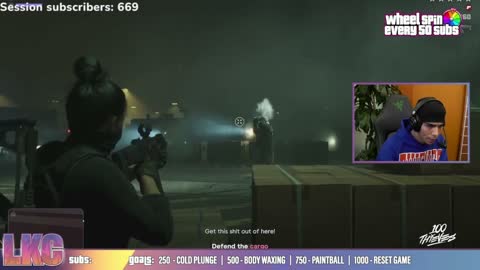 Session subscribers: 669
wheel spin
every 50 subs
Get this shit out of here!
Defend the cargo
100
THIEVES
LKC
subs:
goals: 250 - COLD PLUNGE | 500 - BODY WAXING | 750 - PAINTBALL | 1000 - RESET GAME